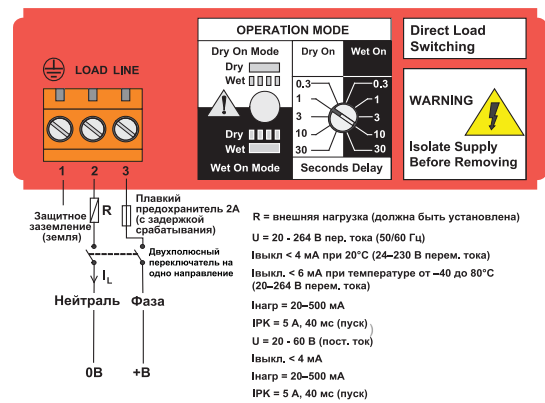 OPERATION MODE
Dry On Mode
Dry
Wet
Dry
Wet
Wet On Mode
Dry On
Wet On
0.3
0.3
1
1
3
3
10
10
30
30
Seconds Delay
Direct Load
Switching
WARNING
Isolate Supply
Before Removing
LOAD LINE
1 2 3
Защитное
заземление
(земля)
R
Плавкий
предохранитель 2А
(с задержкой
срабатывания)
Двухполюсный
переключатель на
одно направление
IL
Нейтраль Фаза
0В +В
R = внешняя нагрузка (должна быть установлена)
U = 20 - 264 В пер. тока (50/60 Гц)
Iвыкл < 4 мА при 20°C (24–230 В перем. тока)
Iвыкл. < 6 мА при температуре от –40 до 80°C
(20–264 В перем. тока)
Iнагр = 20–500 мА
IPK = 5 А, 40 мс (пуск)
U = 20 - 60 В (пост. ток)
Iвыкл. < 4 мА
Iнагр = 20–500 мА
IPK = 5 А, 40 мс (пуск)